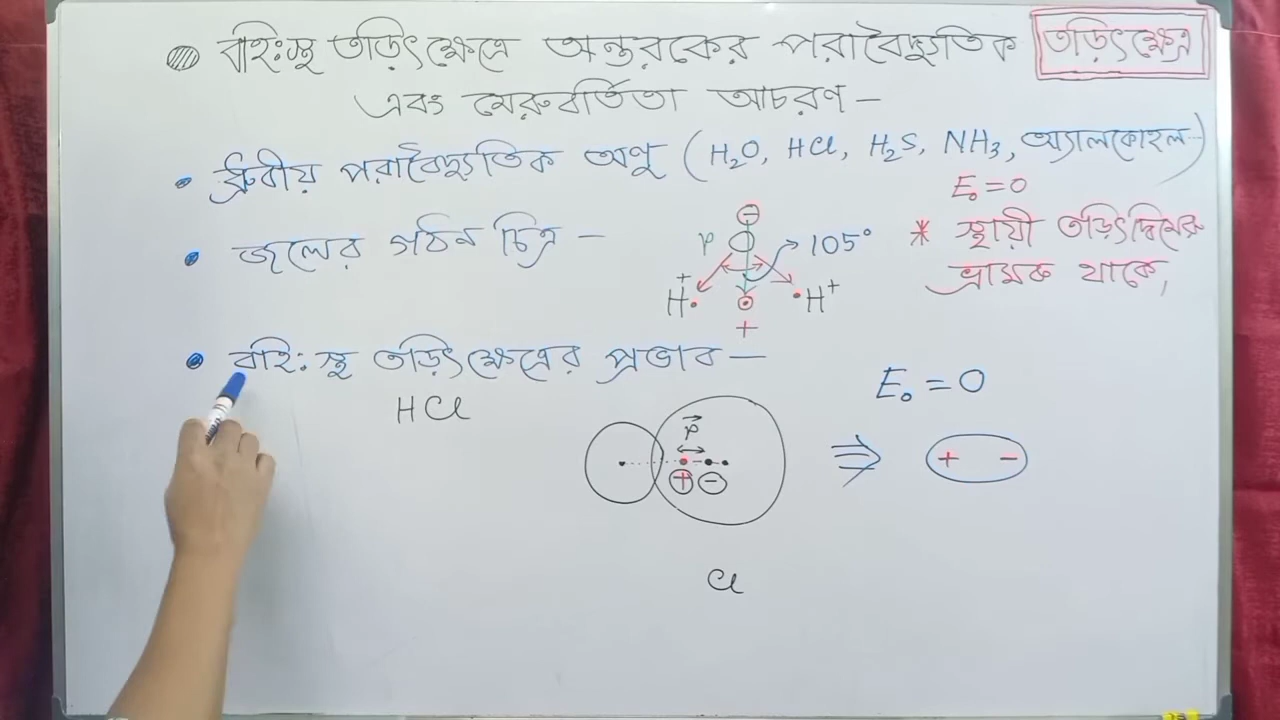 বহিঃস্থ তড়িৎক্ষেত্রে অন্তরকের পরাবৈদ্যুতিক
তড়িৎক্ষেত্র
এবং মেরুবর্তিতা আচরণ —
• ধ্রুবীয় পরাবৈদ্যুতিক অণু (H₂O, HCl, H₂S, NH₃, অ্যালকোহল)
E₀ = 0
• জলের গঠন চিত্র —
* স্থায়ী তড়িৎদ্বিমেরু
ভ্রামক থাকে,
−
p O 105°
H⁺ H⁺
+
• বহিঃস্থ তড়িৎক্ষেত্রের প্রভাব —
HCl
E₀ = 0
p⃗
⇒ + −
+ −
Cl